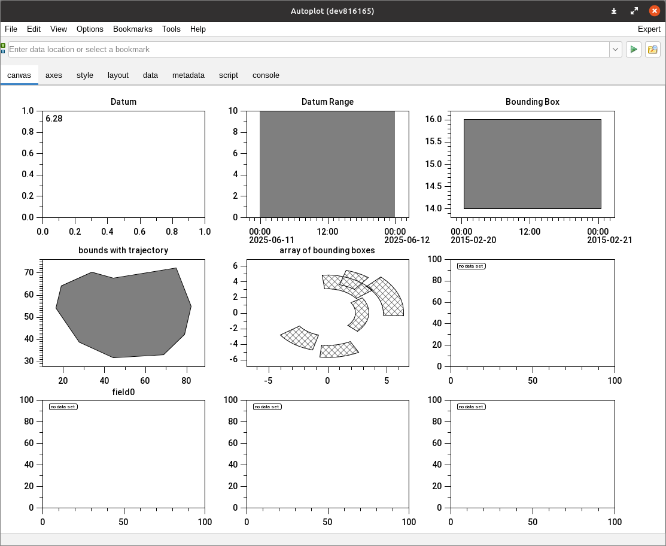 Autoplot (dev816165)
File Edit View Options Bookmarks Tools Help Expert
Enter data location or select a bookmark
canvas axes style layout data metadata script console
Datum
1.0
0.8
0.6
0.4
0.2
0.0
6.28
0.0 0.2 0.4 0.6 0.8 1.0
Datum Range
10
8
6
4
2
0
00:00 12:00 00:00
2025-06-11 2025-06-12
Bounding Box
16.0
15.5
15.0
14.5
14.0
00:00 12:00 00:00
2015-02-20 2015-02-21
bounds with trajectory
70
60
50
40
30
20 40 60 80
array of bounding boxes
6
4
2
0
-2
-4
-6
-5 0 5
100
80
60
40
20
0
no data set
0 50 100
field0
100
80
60
40
20
0
no data set
0 50 100
100
80
60
40
20
0
no data set
0 50 100
100
80
60
40
20
0
no data set
0 50 100